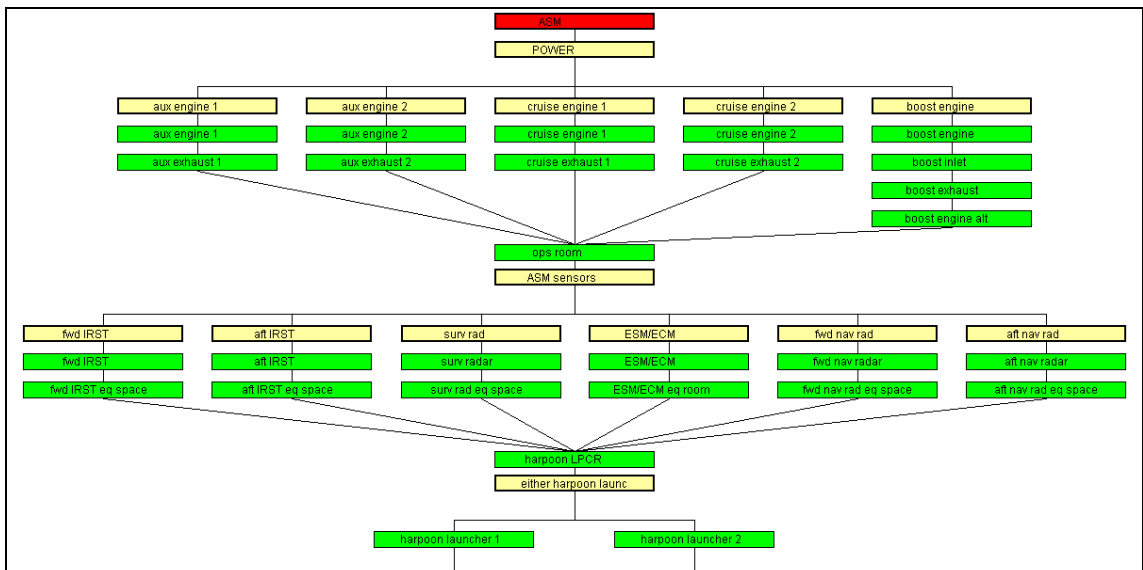 ASM
POWER
aux engine 1 aux engine 2 cruise engine 1 cruise engine 2 boost engine
aux engine 1 aux engine 2 cruise engine 1 cruise engine 2 boost engine
aux exhaust 1 aux exhaust 2 cruise exhaust 1 cruise exhaust 2 boost inlet
boost exhaust
boost engine alt
ops room
ASM sensors
fwd IRST aft IRST surv rad ESM/ECM fwd nav rad aft nav rad
fwd IRST aft IRST surv radar ESM/ECM fwd nav radar aft nav radar
fwd IRST eq space aft IRST eq space surv rad eq space ESM/ECM eq room fwd nav rad eq space aft nav rad eq space
harpoon LPCR
either harpoon launc
harpoon launcher 1 harpoon launcher 2